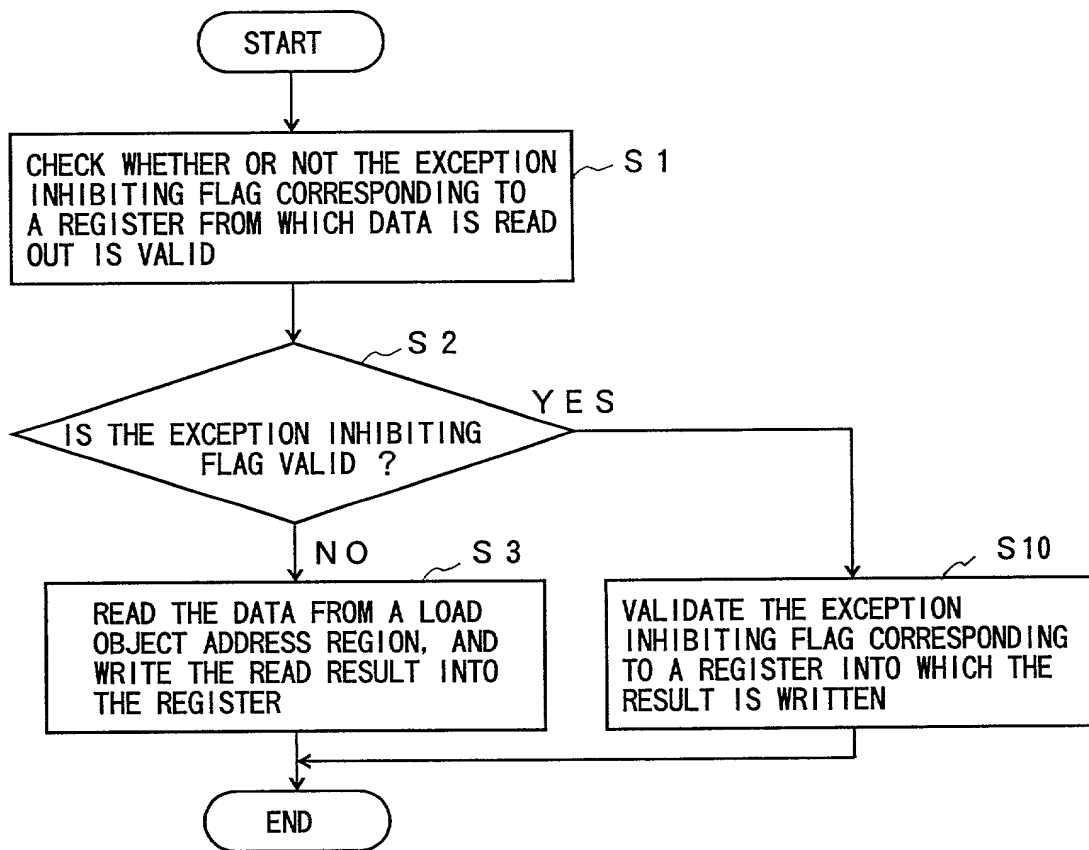 START
CHECK WHETHER OR NOT THE EXCEPTION
INHIBITING FLAG CORRESPONDING TO
A REGISTER FROM WHICH DATA IS READ
OUT IS VALID
S1
S2
IS THE EXCEPTION INHIBITING
FLAG VALID ?
YES
NO
S3
READ THE DATA FROM A LOAD
OBJECT ADDRESS REGION, AND
WRITE THE READ RESULT INTO
THE REGISTER
S10
VALIDATE THE EXCEPTION
INHIBITING FLAG CORRESPONDING
TO A REGISTER INTO WHICH THE
RESULT IS WRITTEN
END